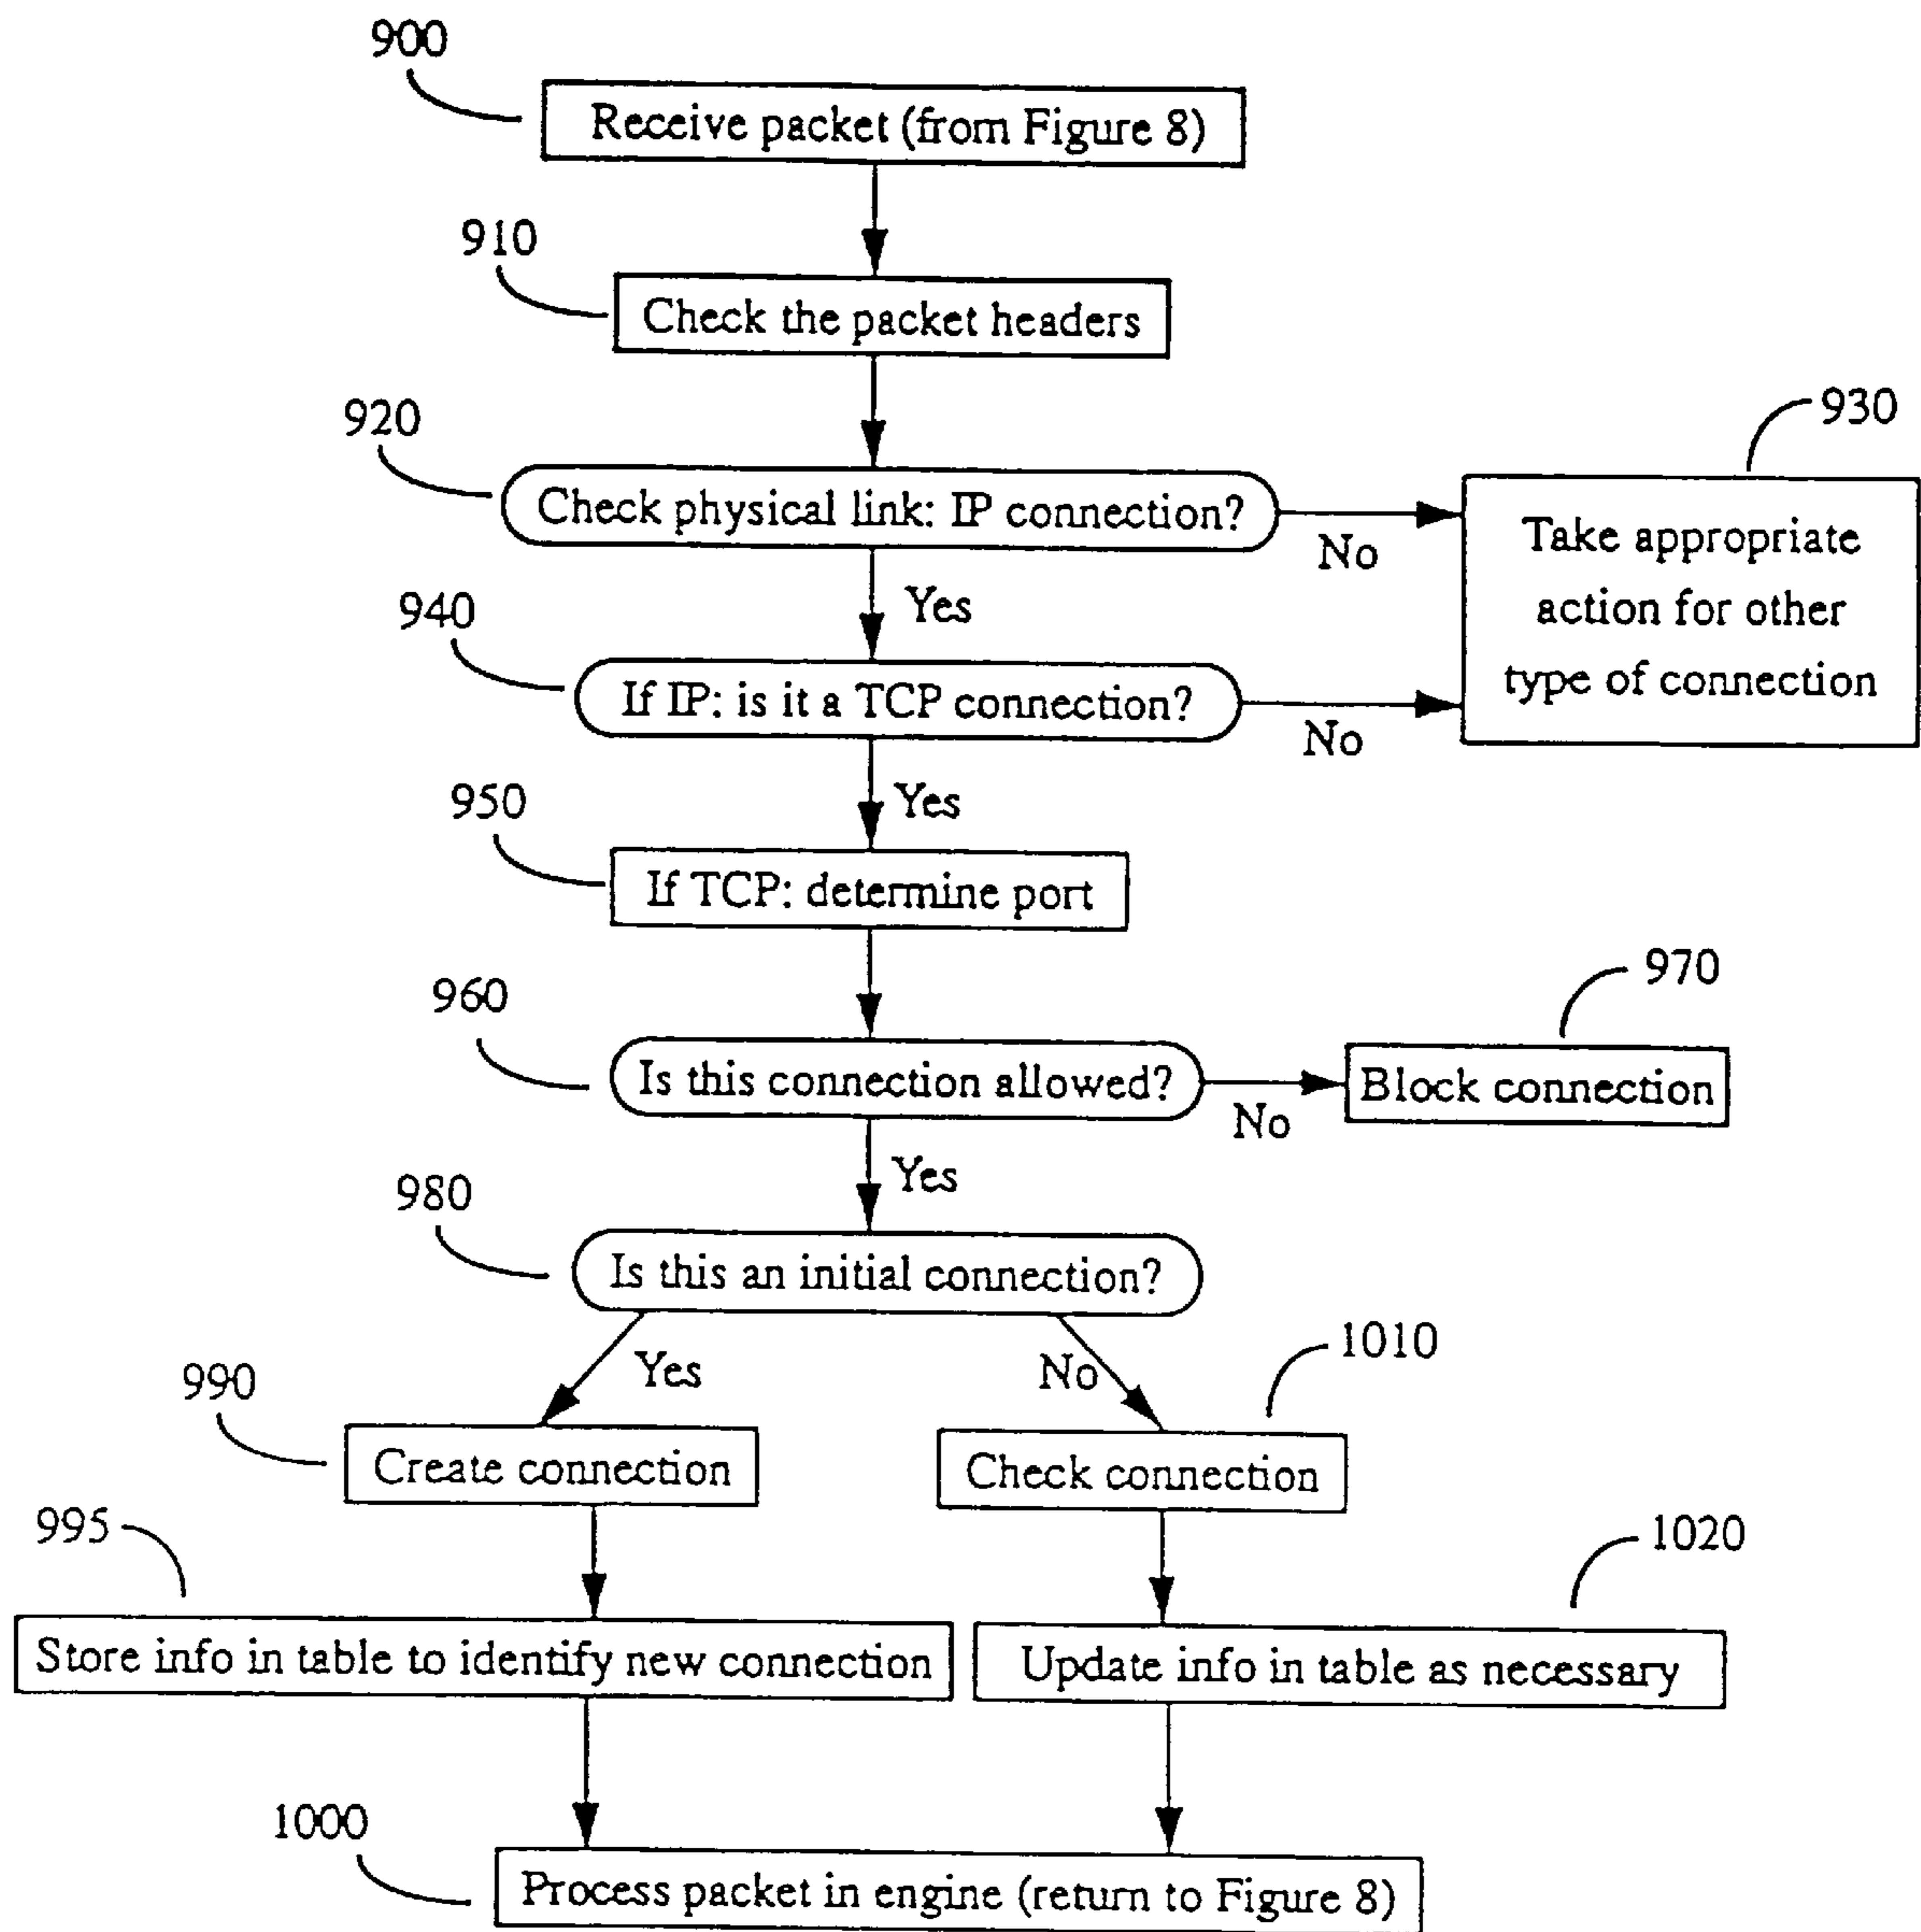 900
Receive packet (from Figure 8)
910
Check the packet headers
920
Check physical link: IP connection?
No
930
Take appropriate
action for other
type of connection
Yes
940
If IP: is it a TCP connection?
No
Yes
950
If TCP: determine port
960
Is this connection allowed?
No
970
Block connection
Yes
980
Is this an initial connection?
Yes
No
990
Create connection
1010
Check connection
995
Store info in table to identify new connection
1020
Update info in table as necessary
1000
Process packet in engine (return to Figure 8)